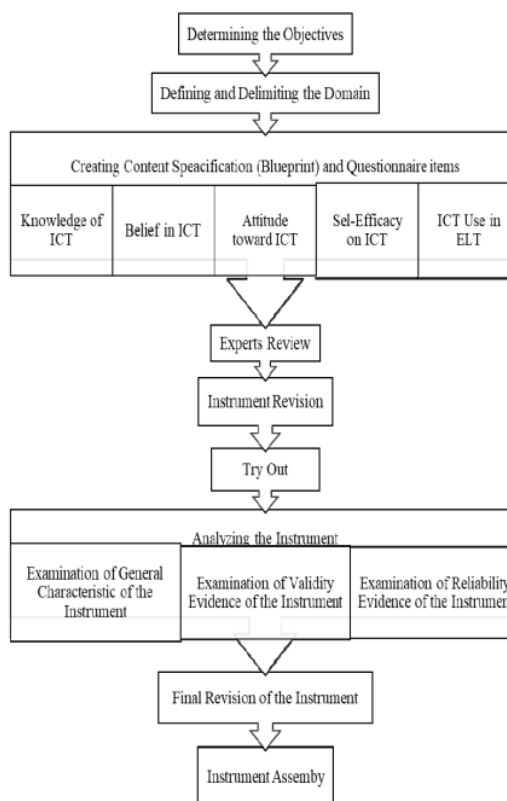 Determining the Objectives
Defining and Delimiting the Domain
Creating Content Speacification (Blueprint) and Questionnaire items
Knowledge of
ICT
Belief in ICT
Attitude
toward ICT
Sel-Efficacy
on ICT
ICT Use in
ELT
Experts Review
Instrument Revision
Try Out
Analyzing the Instrument
Examination of General
Characteristic of the
Instrument
Examination of Validity
Evidence of the Instrument
Examination of Reliability
Evidence of the Instrument
Final Revision of the Instrument
Instrument Assemby